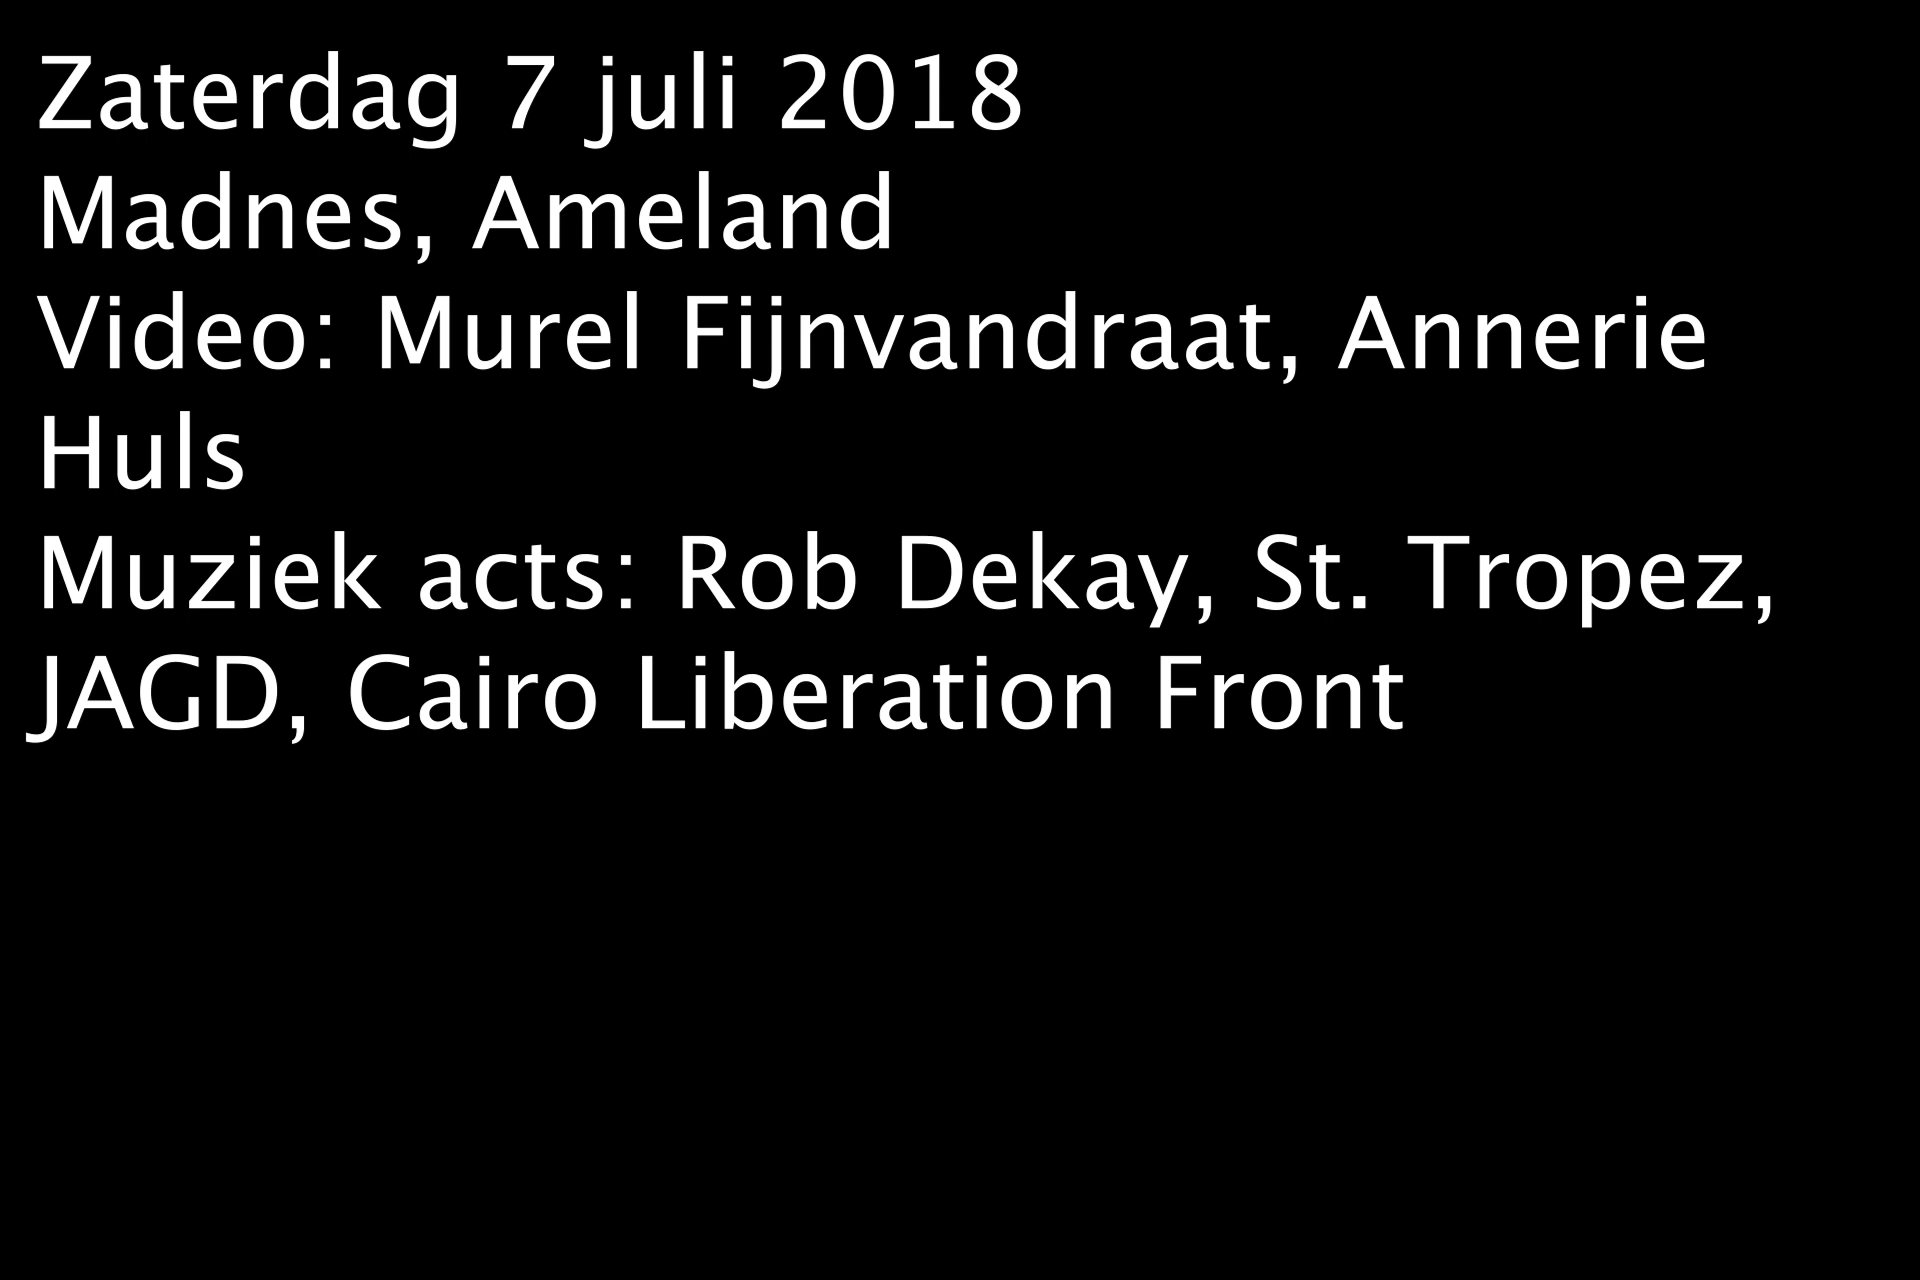 Zaterdag 7 juli 2018
Madnes, Ameland
Video: Murel Fijnvandraat, Annerie
Huls
Muziek acts: Rob Dekay, St. Tropez,
JAGD, Cairo Liberation Front